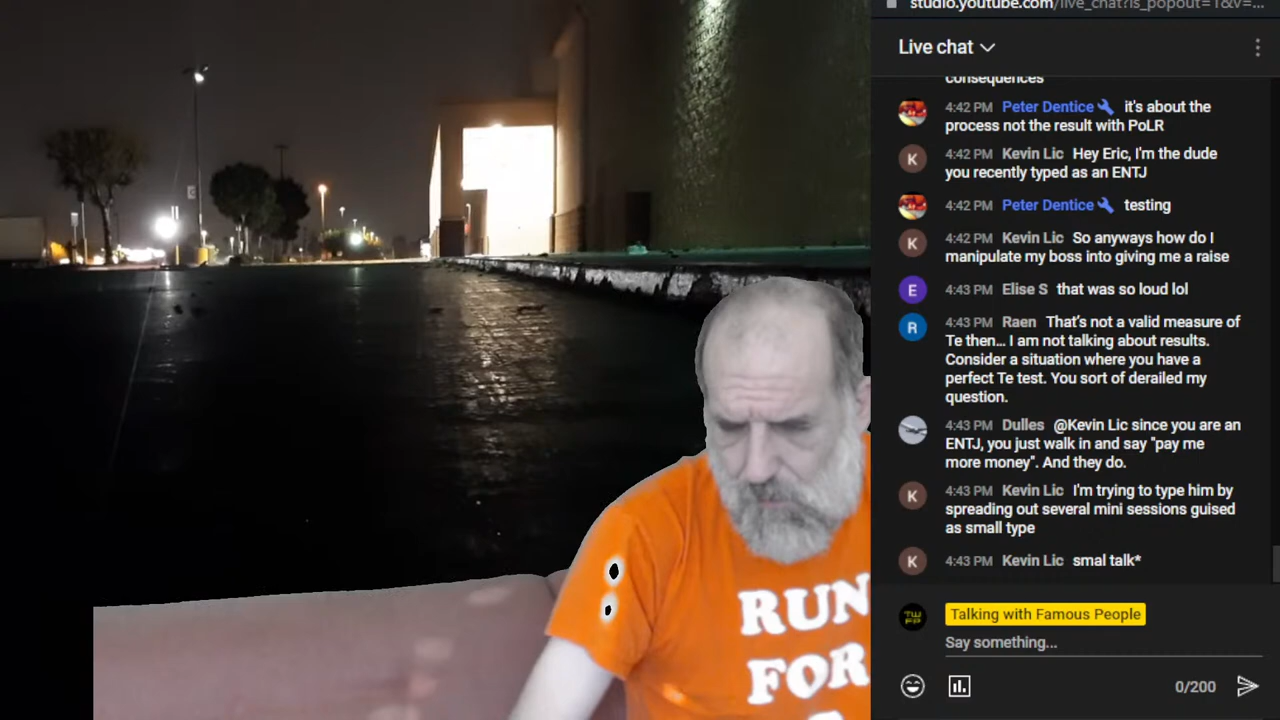 studio.youtube.com/live_chat?is_popout=1&v=...
Live chat
consequences
4:42 PM Peter Dentice it's about the
process not the result with PoLR
K
4:42 PM Kevin Lic Hey Eric, I'm the dude
you recently typed as an ENTJ
4:42 PM Peter Dentice testing
K
4:42 PM Kevin Lic So anyways how do I
manipulate my boss into giving me a raise
E
4:43 PM Elise S that was so loud lol
R
4:43 PM Raen That's not a valid measure of
Te then... I am not talking about results.
Consider a situation where you have a
perfect Te test. You sort of derailed my
question.
4:43 PM Dulles @Kevin Lic since you are an
ENTJ, you just walk in and say "pay me
more money". And they do.
K
4:43 PM Kevin Lic I'm trying to type him by
spreading out several mini sessions guised
as small type
K
4:43 PM Kevin Lic smal talk*
TWFP
Talking with Famous People
Say something...
0/200
RUN
FOR